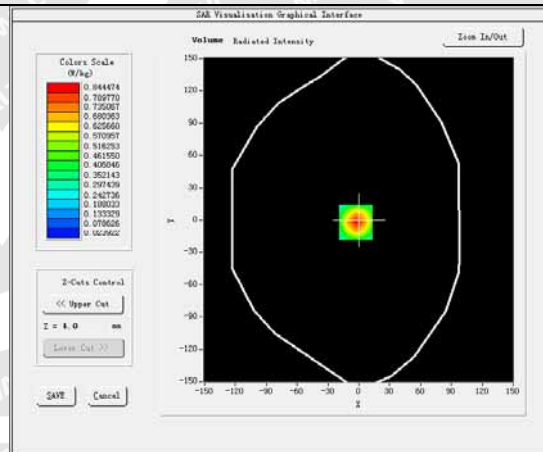 SAR Visualisation Graphical Interface
Volume Radiated Intensity
Zoom In/Out
Colors Scale
(W/kg)
0.844474
0.789770
0.735067
0.680363
0.625660
0.570957
0.516253
0.461550
0.406846
0.352143
0.297439
0.242736
0.188033
0.133329
0.078626
0.023922
150
120
90
60
30
0
-30
-60
-90
-120
-150
Y
-150 -120 -90 -60 -30 0 30 60 90 120 150
X
Z-Cuts Control
<< Upper Cut
Z = 4.0 mm
Lower Cut >>
SAVE Cancel